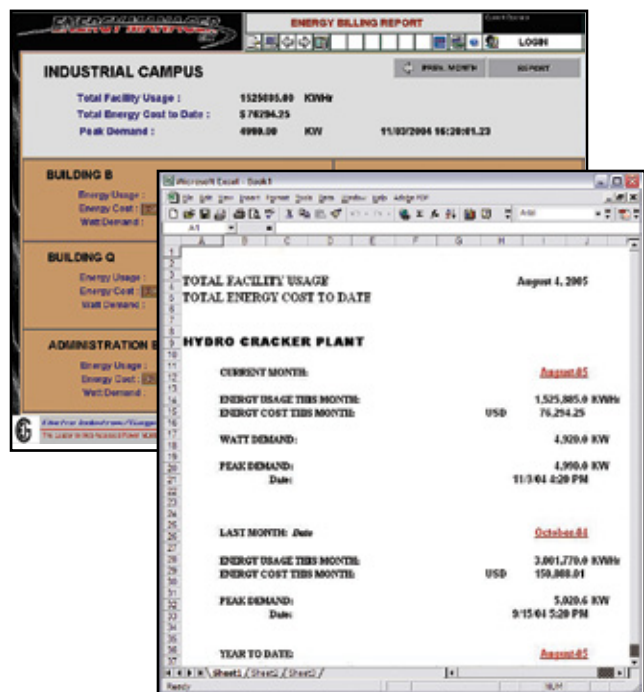 ENERGY MANAGER
ENERGY BILLING REPORT
LOGIN
INDUSTRIAL CAMPUS
PREV. MONTH
REPORT
Total Facility Usage : 1525885.00 KWHr
Total Energy Cost to Date : $ 76294.25
Peak Demand : 4990.00 KW 11/03/2004 16:20:01.23
BUILDING B
Energy Usage :
Energy Cost :
Watt Demand :
BUILDING Q
Energy Usage :
Energy Cost :
Watt Demand :
ADMINISTRATION
Energy Usage :
Energy Cost :
Watt Demand :
Microsoft Excel - Book1
File Edit View Insert Format Tools Data Window Help Adobe PDF
Arial
A1
A B C D E F G H I J
TOTAL FACILITY USAGE August 4, 2005
TOTAL ENERGY COST TO DATE
HYDRO CRACKER PLANT
CURRENT MONTH: August-05
ENERGY USAGE THIS MONTH: 1,525,885.0 KWHr
ENERGY COST THIS MONTH: USD 76,294.25
WATT DEMAND: 4,920.0 KW
PEAK DEMAND: 4,990.0 KW
Date: 11/3/04 4:20 PM
LAST MONTH: Date October-04
ENERGY USAGE THIS MONTH: 3,001,770.0 KWHr
ENERGY COST THIS MONTH: USD 150,088.01
PEAK DEMAND: 5,020.6 KW
Date: 9/15/04 5:20 PM
YEAR TO DATE: August-05
Sheet1 / Sheet2 / Sheet3 /
Ready NUM